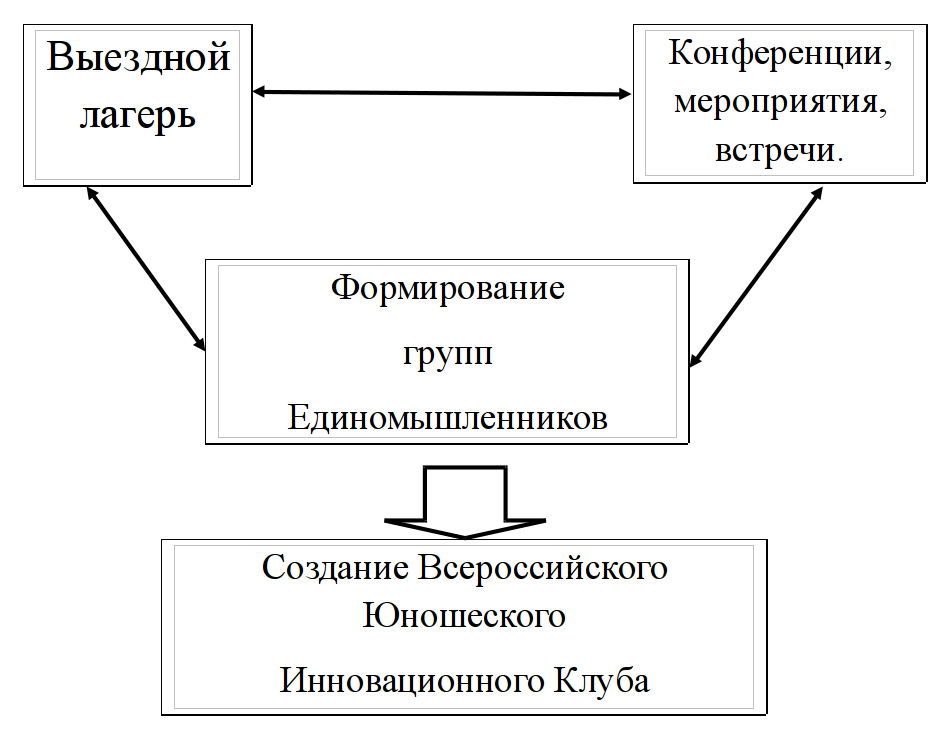 Выездной
лагерь
Конференции,
мероприятия,
встречи.
Формирование
групп
Единомышленников
Создание Всероссийского
Юношеского
Инновационного Клуба